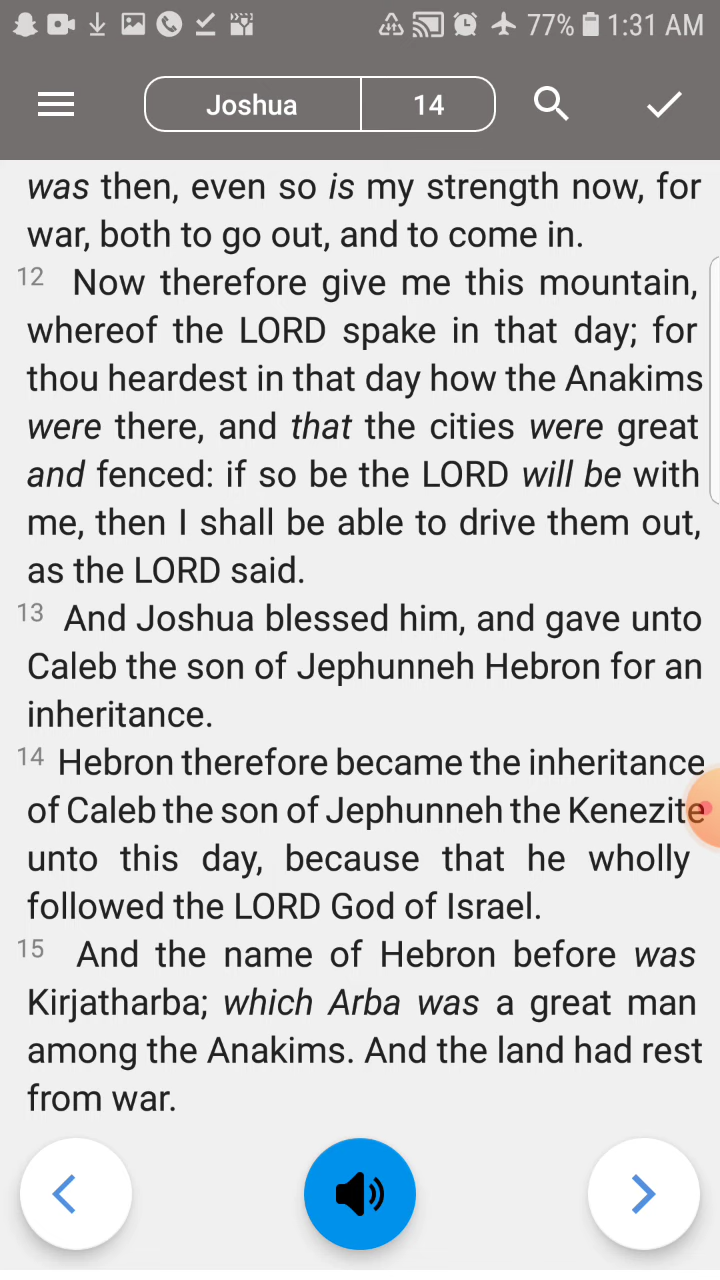 77% 1:31 AM
Joshua 14
was then, even so is my strength now, for
war, both to go out, and to come in.
12 Now therefore give me this mountain,
whereof the LORD spake in that day; for
thou heardest in that day how the Anakims
were there, and that the cities were great
and fenced: if so be the LORD will be with
me, then I shall be able to drive them out,
as the LORD said.
13 And Joshua blessed him, and gave unto
Caleb the son of Jephunneh Hebron for an
inheritance.
14 Hebron therefore became the inheritance
of Caleb the son of Jephunneh the Kenezite
unto this day, because that he wholly
followed the LORD God of Israel.
15 And the name of Hebron before was
Kirjatharba; which Arba was a great man
among the Anakims. And the land had rest
from war.